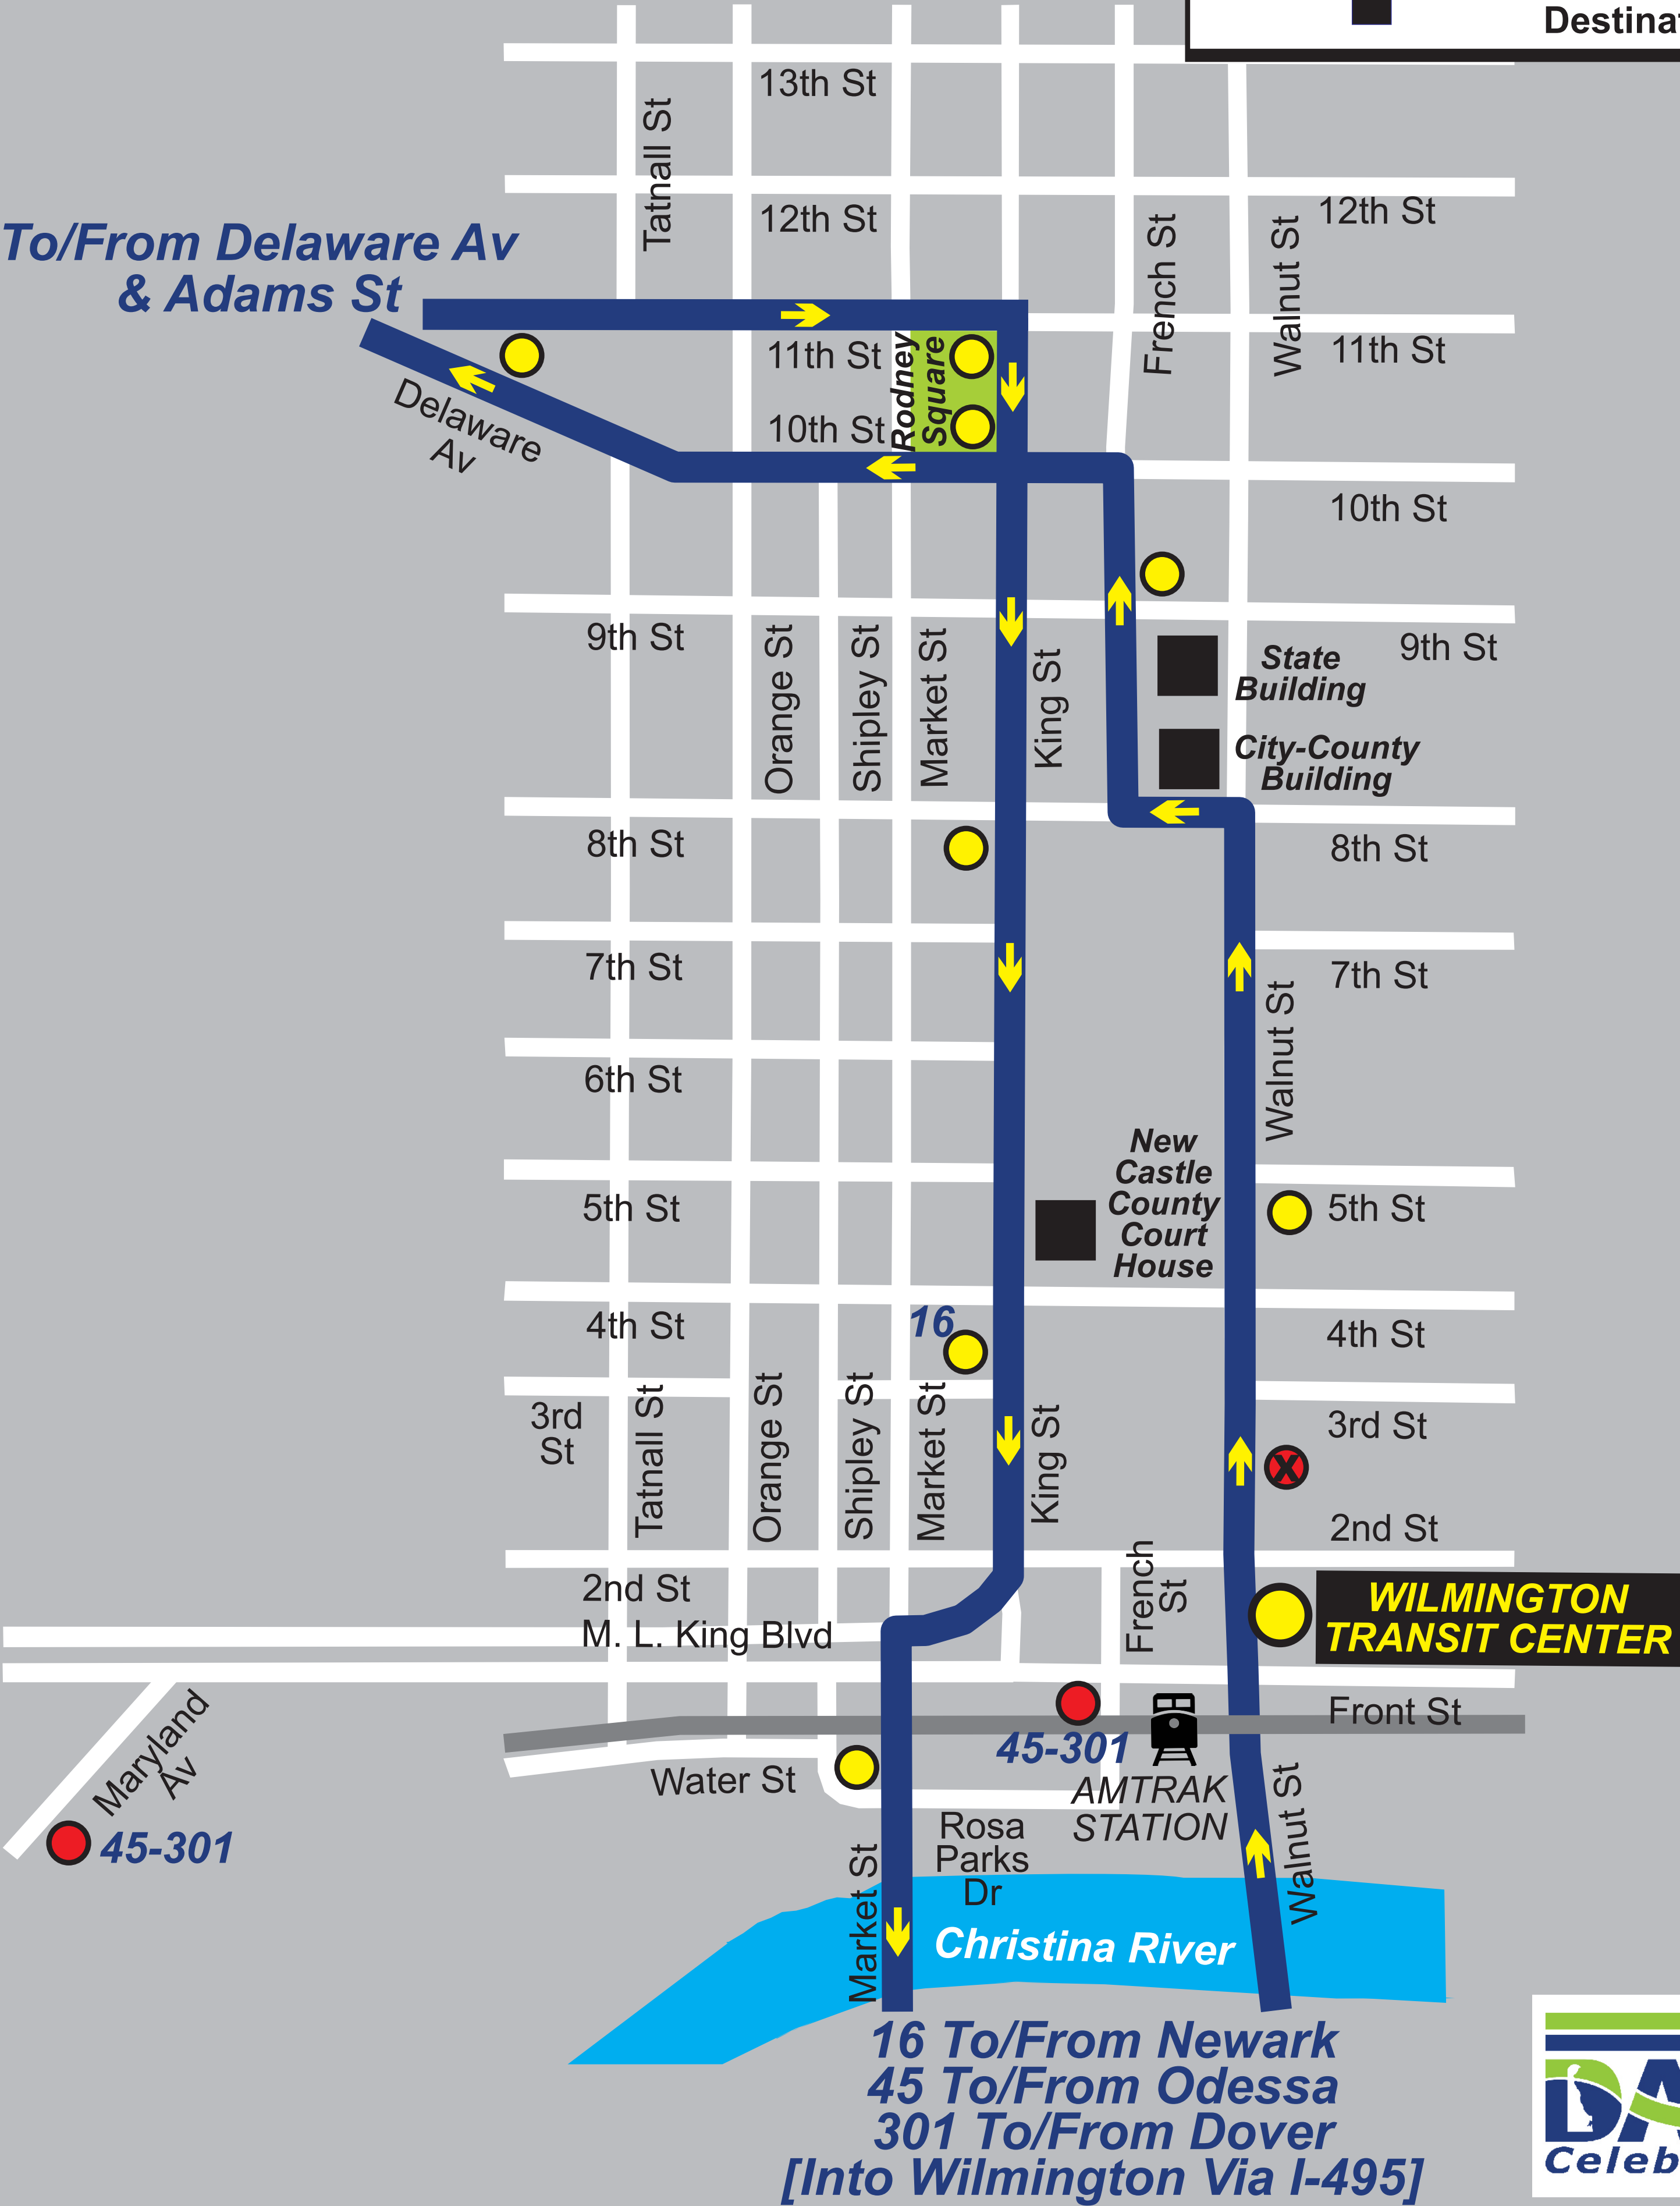 Destinat
13th St
Tatnall St
12th St
12th St
To/From Delaware Av
& Adams St
French St
Walnut St
11th St
11th St
Rodney
Square
10th St
Delaware
Av
10th St
9th St
9th St
Orange St
Shipley St
Market St
King St
State
Building
City-County
Building
8th St
8th St
7th St
7th St
Walnut St
6th St
New
Castle
County
Court
House
5th St
5th St
16
4th St
4th St
3rd
St
3rd St
Tatnall St
Orange St
Shipley St
Market St
King St
X
2nd St
2nd St
French
St
WILMINGTON
TRANSIT CENTER
M. L. King Blvd
Maryland
Av
Front St
45-301
Water St
AMTRAK
STATION
Walnurt St
45-301
Rosa
Parks
Dr
Market St
Christina River
16 To/From Newark
45 To/From Odessa
301 To/From Dover
[Into Wilmington Via I-495]
DA
Celeb